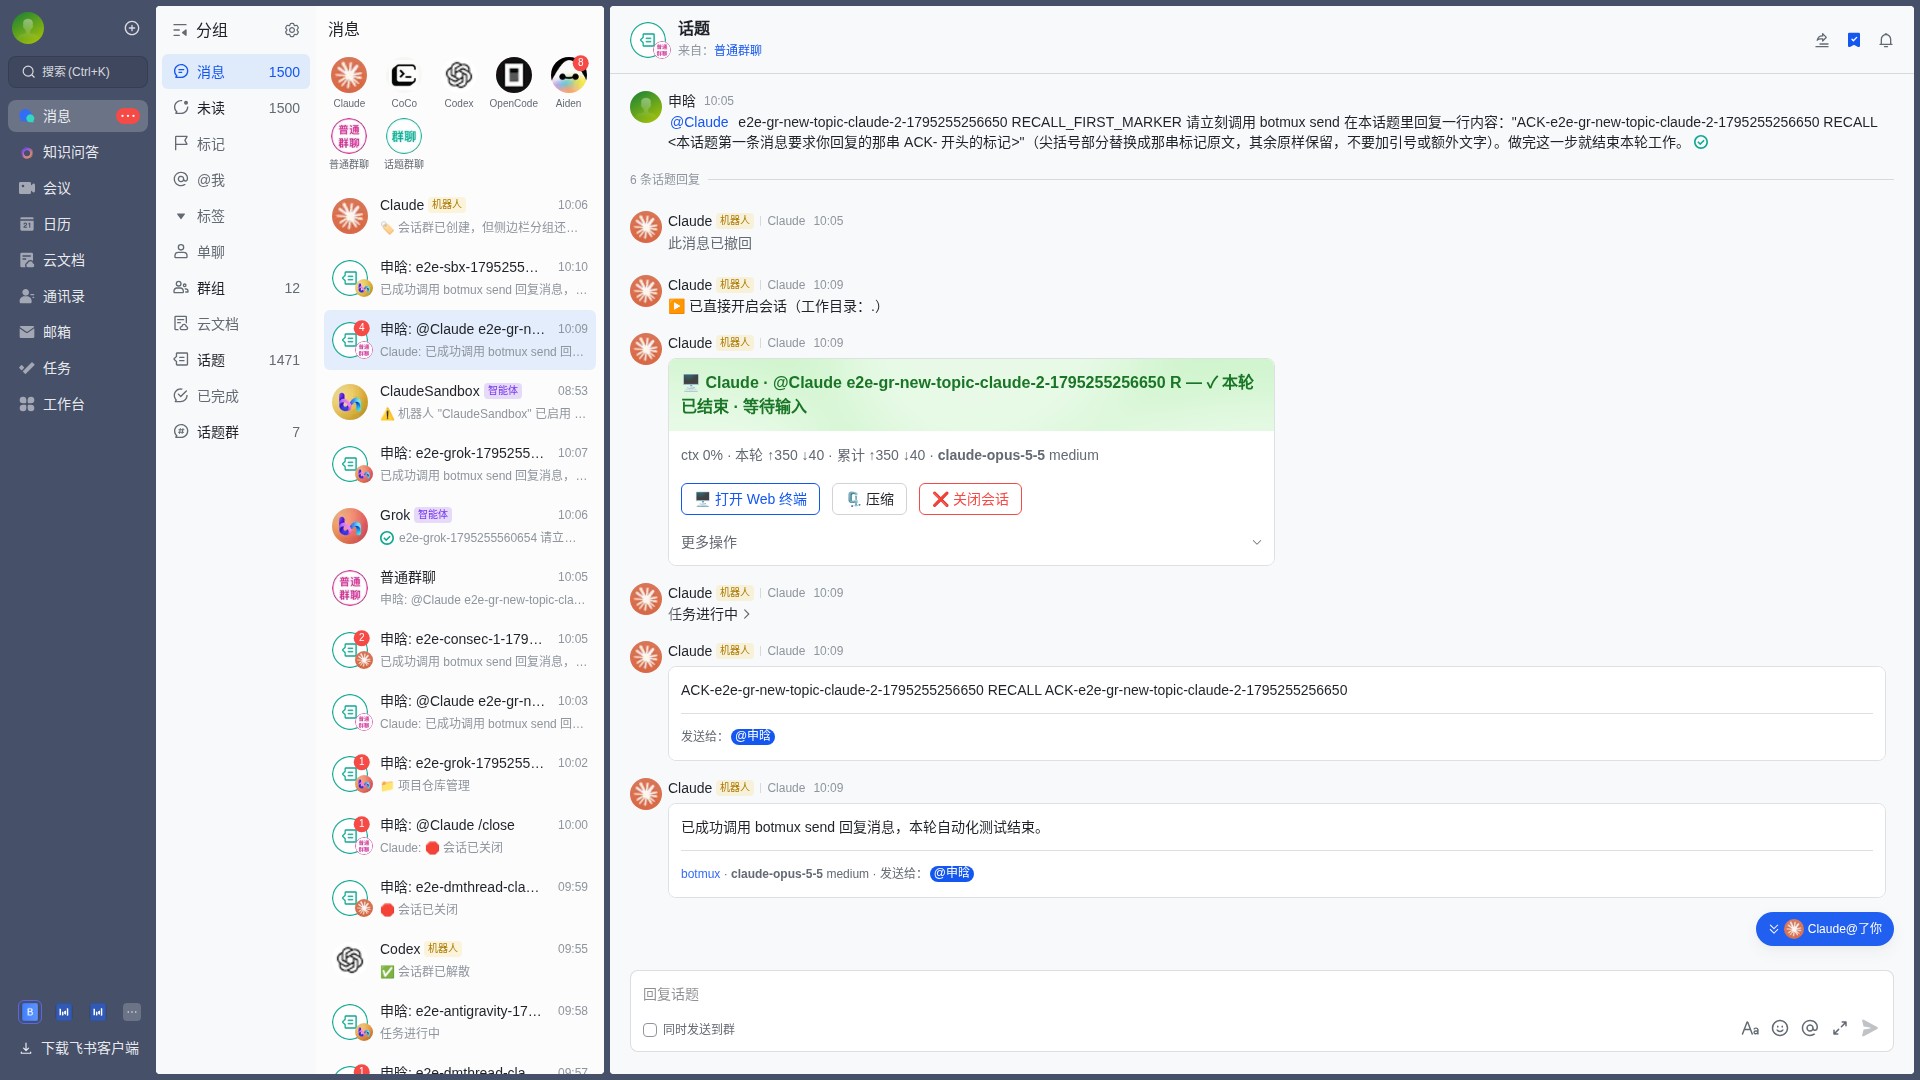 搜索 (Ctrl+K)
消息
知识问答
会议
日历
云文档
通讯录
邮箱
任务
工作台
下载飞书客户端
分组
消息 1500
未读 1500
标记
@我
标签
单聊
群组 12
云文档
话题 1471
已完成
话题群 7
消息
Claude
CoCo
Codex
OpenCode
8
Aiden
普通群聊
普通群聊
群聊
话题群聊
Claude 机器人 10:06
🏷️ 会话群已创建，但侧边栏分组还…
申晗: e2e-sbx-1795255… 10:10
已成功调用 botmux send 回复消息，…
4
申晗: @Claude e2e-gr-n… 10:09
Claude: 已成功调用 botmux send 回…
ClaudeSandbox 智能体 08:53
⚠️ 机器人 "ClaudeSandbox" 已启用 …
申晗: e2e-grok-1795255… 10:07
已成功调用 botmux send 回复消息，…
Grok 智能体 10:06
e2e-grok-1795255560654 请立…
普通群聊
普通群聊 10:05
申晗: @Claude e2e-gr-new-topic-cla…
2
申晗: e2e-consec-1-179… 10:05
已成功调用 botmux send 回复消息，…
申晗: @Claude e2e-gr-n… 10:03
Claude: 已成功调用 botmux send 回…
1
申晗: e2e-grok-1795255… 10:02
📁 项目仓库管理
1
申晗: @Claude /close 10:00
Claude: 🛑 会话已关闭
申晗: e2e-dmthread-cla… 09:59
🛑 会话已关闭
Codex 机器人 09:55
✅ 会话群已解散
申晗: e2e-antigravity-17… 09:58
任务进行中
1
申晗: e2e-dmthread-cla… 09:57
话题
来自：普通群聊
申晗 10:05
@Claude e2e-gr-new-topic-claude-2-1795255256650 RECALL_FIRST_MARKER 请立刻调用 botmux send 在本话题里回复一行内容："ACK-e2e-gr-new-topic-claude-2-1795255256650 RECALL
<本话题第一条消息要求你回复的那串 ACK- 开头的标记>"（尖括号部分替换成那串标记原文，其余原样保留，不要加引号或额外文字）。做完这一步就结束本轮工作。
6 条话题回复
Claude 机器人 Claude 10:05
此消息已撤回
Claude 机器人 Claude 10:09
▶️ 已直接开启会话（工作目录：.）
Claude 机器人 Claude 10:09
🖥️ Claude · @Claude e2e-gr-new-topic-claude-2-1795255256650 R — ✓ 本轮
已结束 · 等待输入
ctx 0% · 本轮 ↑350 ↓40 · 累计 ↑350 ↓40 · claude-opus-5-5 medium
🖥️ 打开 Web 终端
🗜️ 压缩
❌ 关闭会话
更多操作
Claude 机器人 Claude 10:09
任务进行中
Claude 机器人 Claude 10:09
ACK-e2e-gr-new-topic-claude-2-1795255256650 RECALL ACK-e2e-gr-new-topic-claude-2-1795255256650
发送给：@申晗
Claude 机器人 Claude 10:09
已成功调用 botmux send 回复消息，本轮自动化测试结束。
botmux · claude-opus-5-5 medium · 发送给：@申晗
Claude@了你
回复话题
同时发送到群
Aa